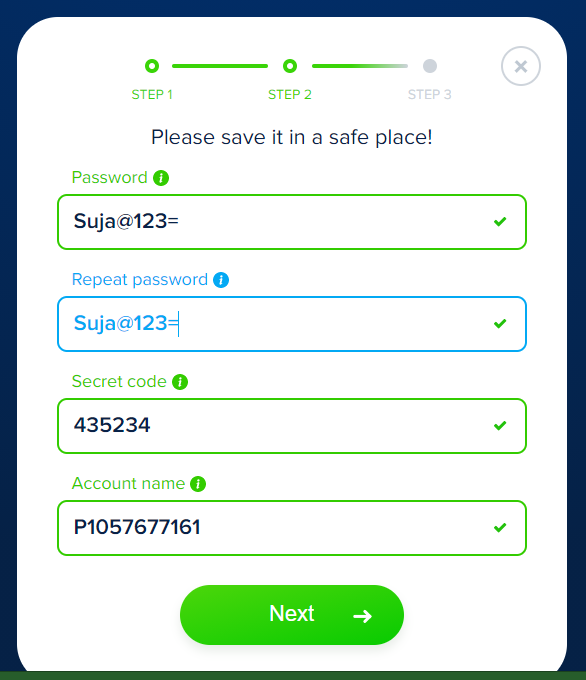 STEP 1 STEP 2 STEP 3
Please save it in a safe place!
Password
Suja@123=
Repeat password
Suja@123=
Secret code
435234
Account name
P1057677161
Next